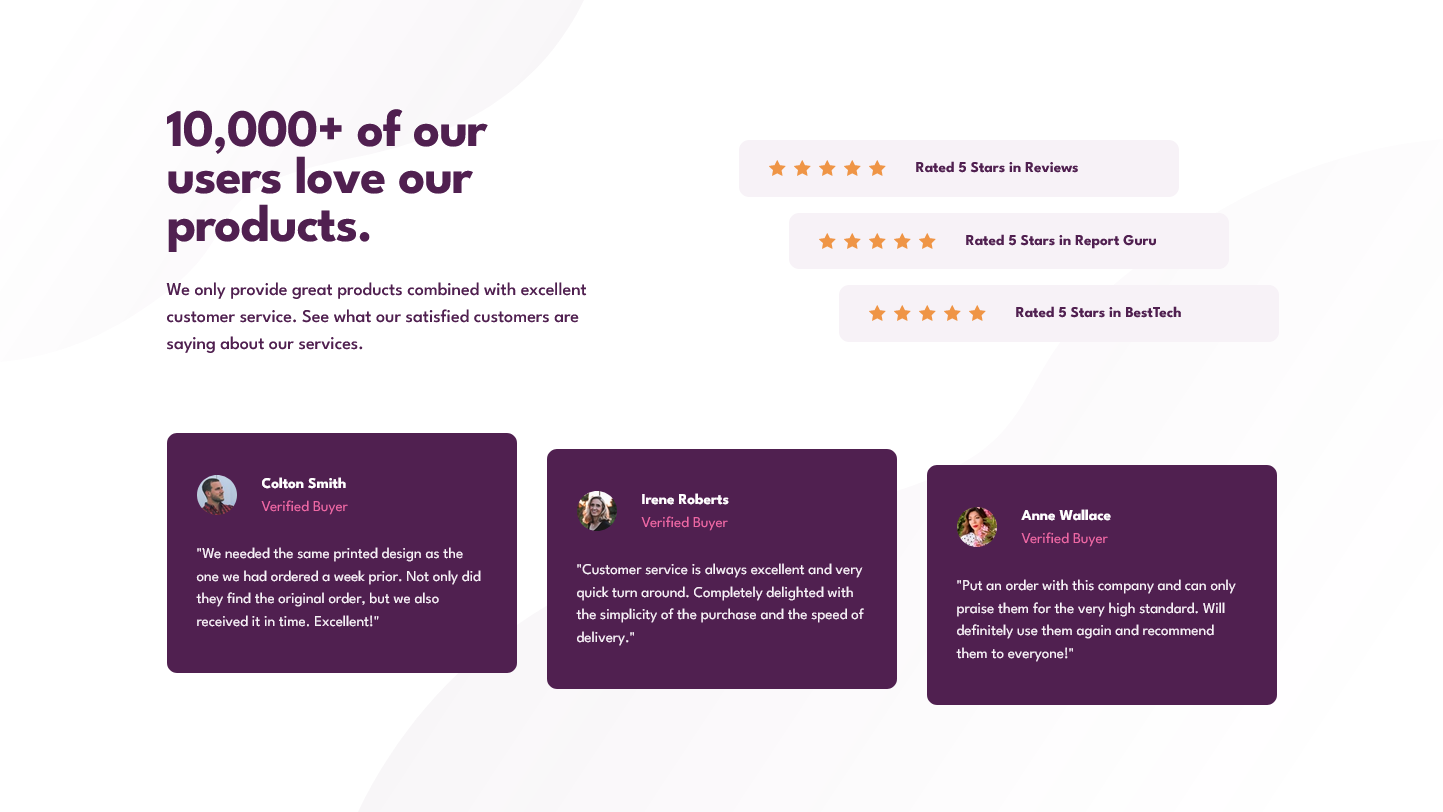 10,000+ of our
users love our
products.
We only provide great products combined with excellent
customer service. See what our satisfied customers are
saying about our services.
Rated 5 Stars in Reviews
Rated 5 Stars in Report Guru
Rated 5 Stars in BestTech
Colton Smith
Verified Buyer
"We needed the same printed design as the
one we had ordered a week prior. Not only did
they find the original order, but we also
received it in time. Excellent!"
Irene Roberts
Verified Buyer
"Customer service is always excellent and very
quick turn around. Completely delighted with
the simplicity of the purchase and the speed of
delivery."
Anne Wallace
Verified Buyer
"Put an order with this company and can only
praise them for the very high standard. Will
definitely use them again and recommend
them to everyone!"